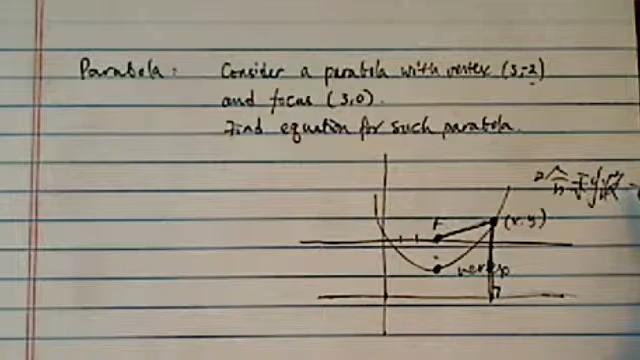 Parabola: Consider a parabola with vertex (3,-2)
and focus (3,0).
Find equation for such parabola.
F
(x,y)
vertex